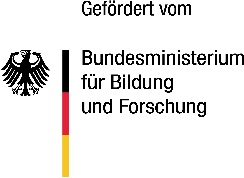 Gefördert vom
Bundesministerium
für Bildung
und Forschung